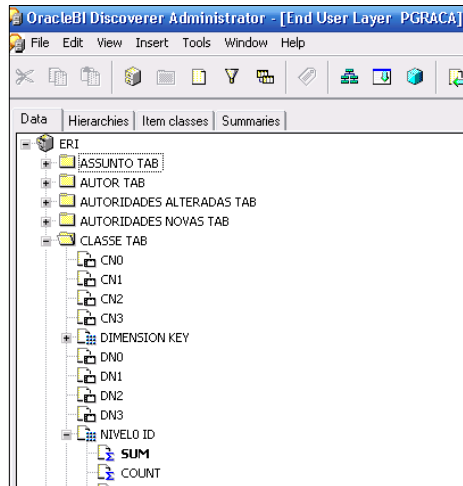 OracleBI Discoverer Administrator - [End User Layer PGRACA]
File Edit View Insert Tools Window Help
Data Hierarchies Item classes Summaries
ERI
ASSUNTO TAB
AUTOR TAB
AUTORIDADES ALTERADAS TAB
AUTORIDADES NOVAS TAB
CLASSE TAB
CN0
CN1
CN2
CN3
DIMENSION KEY
DN0
DN1
DN2
DN3
NIVEL0 ID
SUM
COUNT